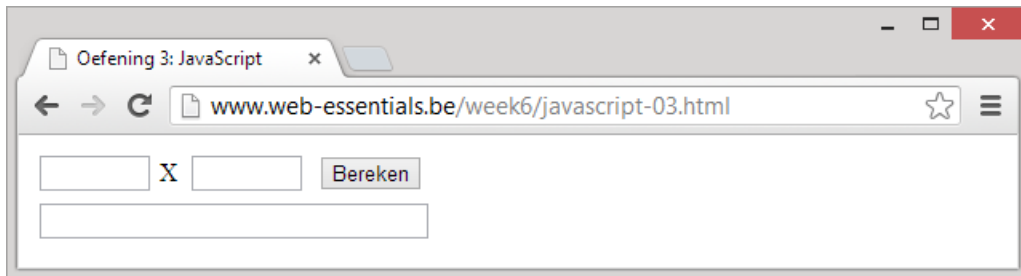 Oefening 3: JavaScript
www.web-essentials.be/week6/javascript-03.html
X Bereken